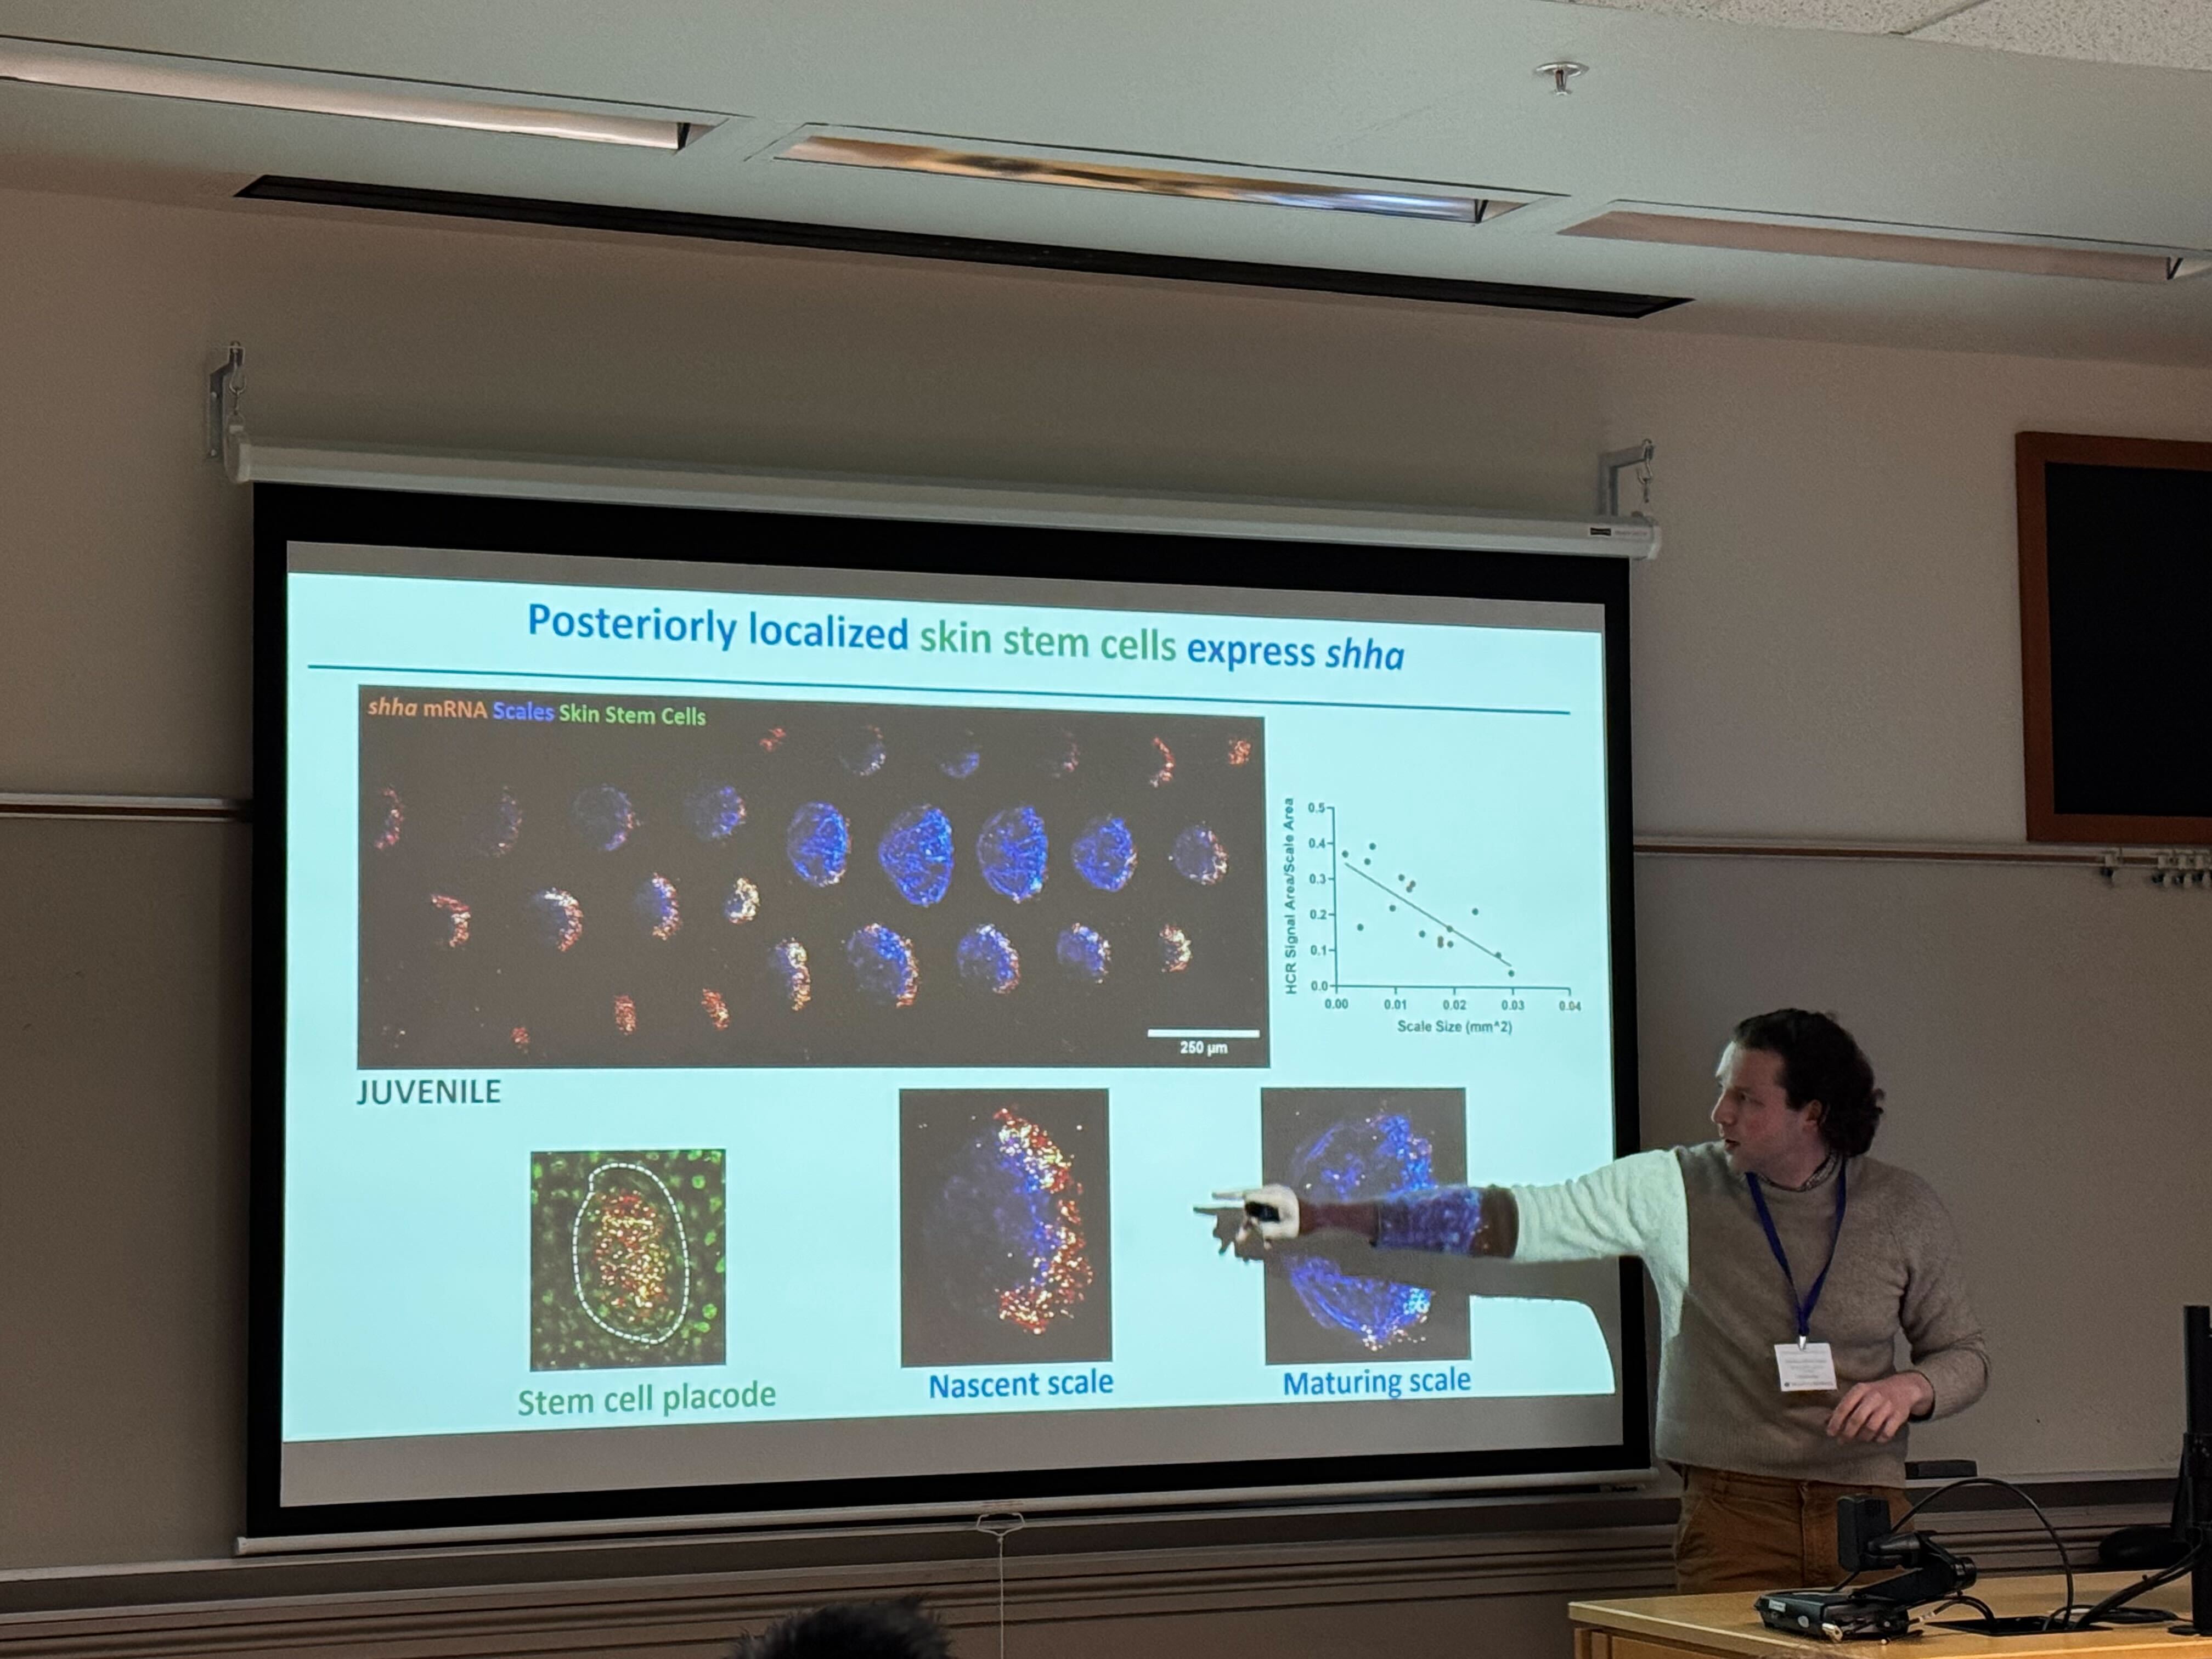 Posteriorly localized skin stem cells express shha
shha mRNA Scales Skin Stem Cells
250 µm
JUVENILE
HCR Signal Area/Scale Area
0.5
0.4
0.3
0.2
0.1
0.0
0.00 0.01 0.02 0.03 0.04
Scale Size (mm^2)
Stem cell placode
Nascent scale
Maturing scale